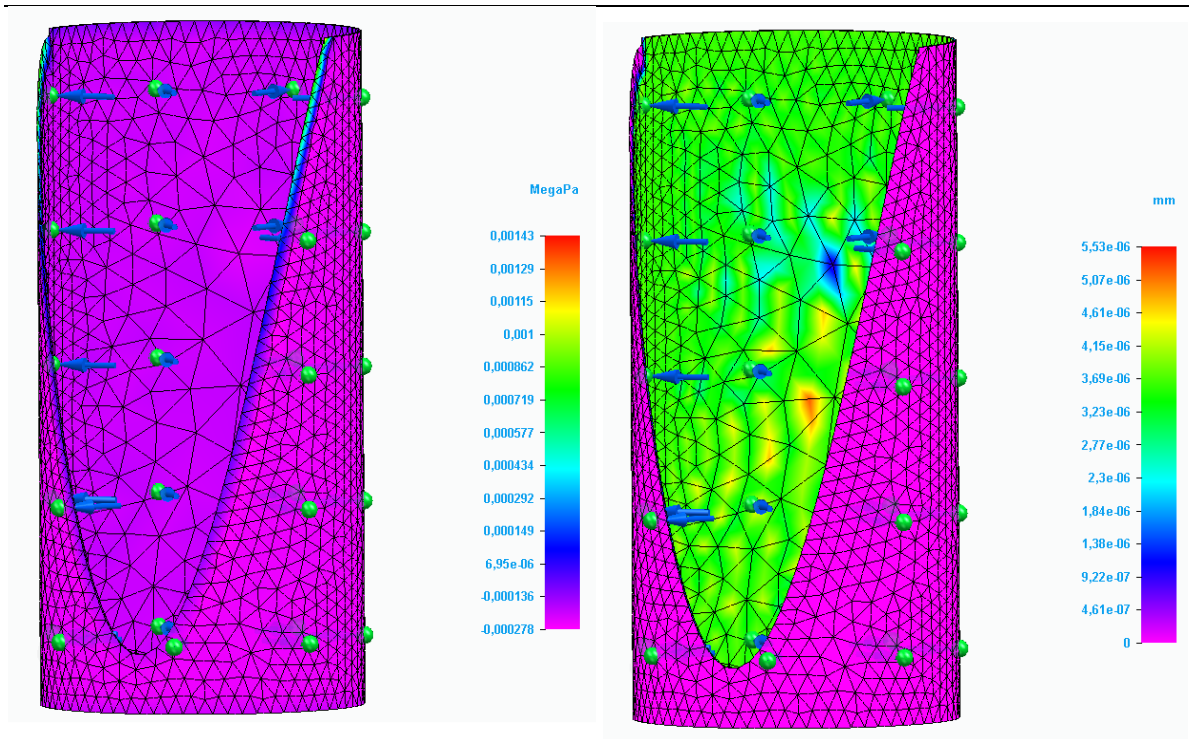 MegaPa
0,00143
0,00129
0,00115
0,001
0,000862
0,000719
0,000577
0,000434
0,000292
0,000149
6,95e-06
-0,000136
-0,000278
mm
5,53e-06
5,07e-06
4,61e-06
4,15e-06
3,69e-06
3,23e-06
2,77e-06
2,3e-06
1,84e-06
1,38e-06
9,22e-07
4,61e-07
0